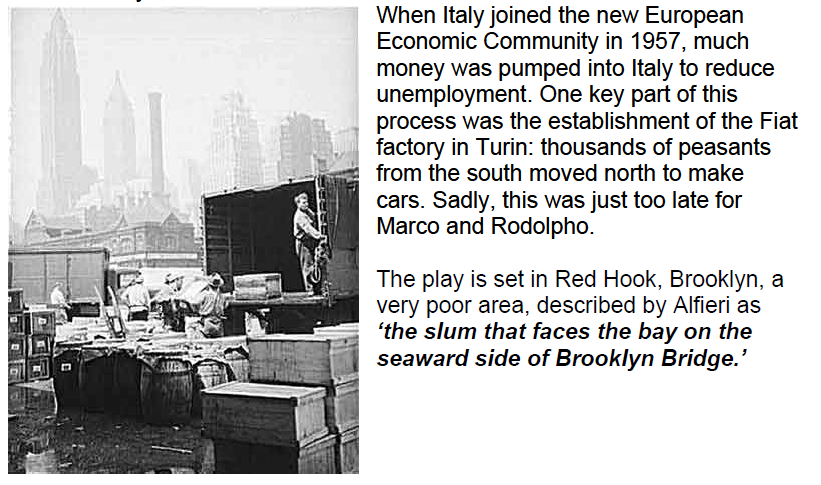 When Italy joined the new European
Economic Community in 1957, much
money was pumped into Italy to reduce
unemployment. One key part of this
process was the establishment of the Fiat
factory in Turin: thousands of peasants
from the south moved north to make
cars. Sadly, this was just too late for
Marco and Rodolpho.
The play is set in Red Hook, Brooklyn, a
very poor area, described by Alfieri as
‘the slum that faces the bay on the
seaward side of Brooklyn Bridge.’